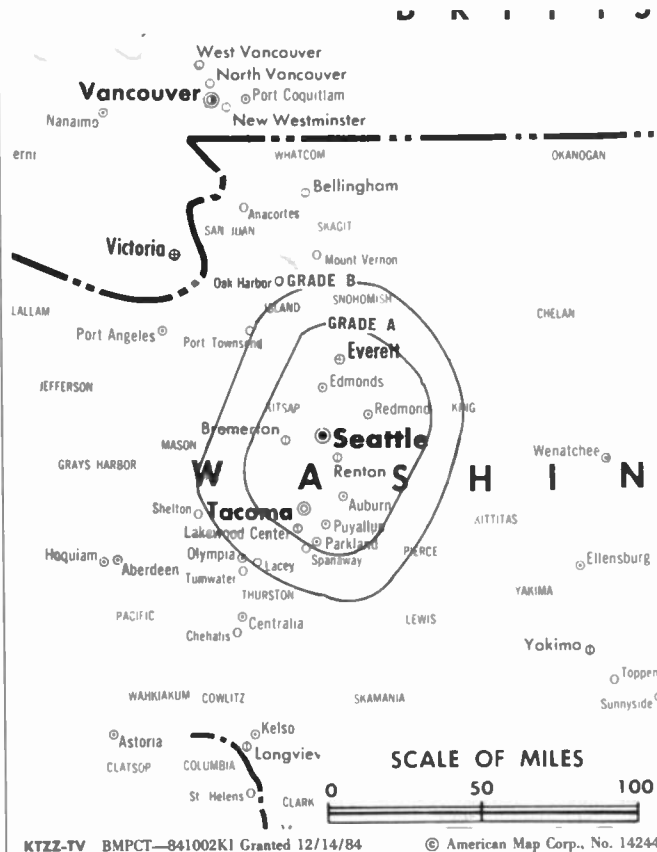 B R I T I S
West Vancouver
North Vancouver
Vancouver
Port Coquitlam
Nanaimo
New Westminster
WHATCOM
OKANOGAN
Bellingham
Anacortes
SAN JUAN
SKAGIT
Victoria
Mount Vernon
Oak Harbor
GRADE B
SNOHOMISH
ISLAND
LALLAM
CHELAN
GRADE A
Port Angeles
Port Townsend
Everett
JEFFERSON
Edmonds
KITSAP
Redmond
KING
Bremerton
Seattle
MASON
Wenatchee
GRAYS HARBOR
W A S H I N
Renton
Auburn
Shelton
Tacoma
KITTITAS
Puyallup
Lakewood Center
Parkland
PIERCE
Hoquiam
Aberdeen
Olympia
Lacey
Spanaway
Ellensburg
Tumwater
THURSTON
YAKIMA
PACIFIC
Centralia
LEWIS
Chehalis
Yakima
Toppen
WAHKIAKUM
COWLITZ
SKAMANIA
Sunnyside
Kelso
Astoria
Longview
CLATSOP
COLUMBIA
SCALE OF MILES
St Helens
CLARK
0 50 100
KTZZ-TV BMPCT—841002KI Granted 12/14/84 © American Map Corp., No. 14244